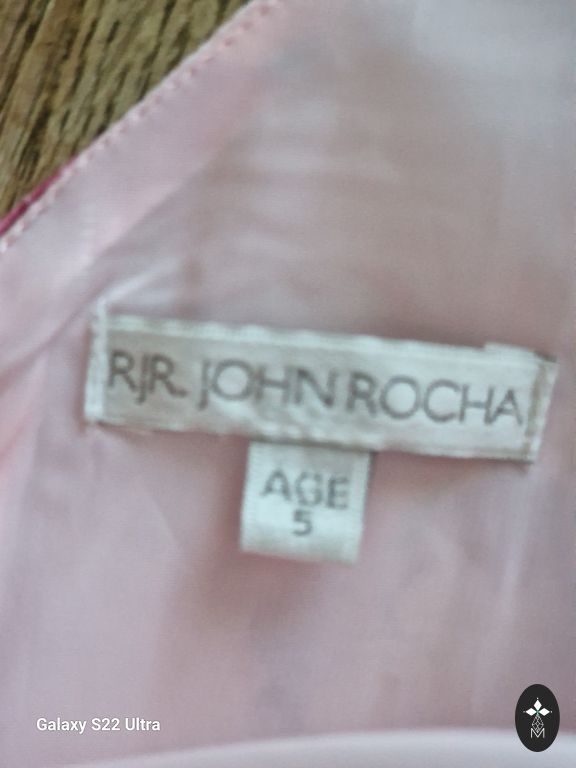 RJR. JOHN ROCHA
AGE
5
Galaxy S22 Ultra
M